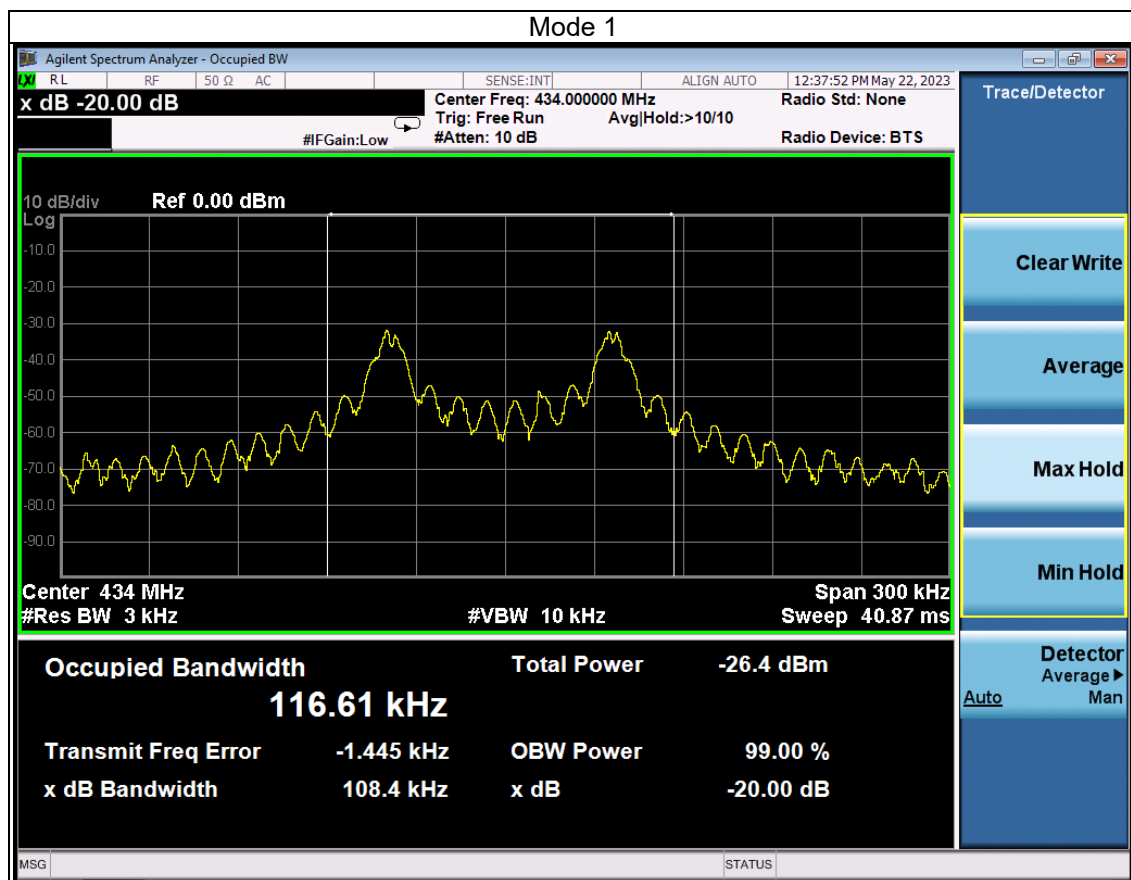 Mode 1
Agilent Spectrum Analyzer - Occupied BW
LXI RL RF 50 Ω AC SENSE:INT ALIGN AUTO 12:37:52 PM May 22, 2023
x dB -20.00 dB
Center Freq: 434.000000 MHz Radio Std: None
Trig: Free Run Avg|Hold:>10/10
#IFGain:Low #Atten: 10 dB Radio Device: BTS
10 dB/div Ref 0.00 dBm
Log
-10.0
-20.0
-30.0
-40.0
-50.0
-60.0
-70.0
-80.0
-90.0
Center 434 MHz Span 300 kHz
#Res BW 3 kHz #VBW 10 kHz Sweep 40.87 ms
Occupied Bandwidth Total Power -26.4 dBm
116.61 kHz
Transmit Freq Error -1.445 kHz OBW Power 99.00 %
x dB Bandwidth 108.4 kHz x dB -20.00 dB
MSG STATUS
Trace/Detector
Clear Write
Average
Max Hold
Min Hold
Detector
Average▶
Auto Man